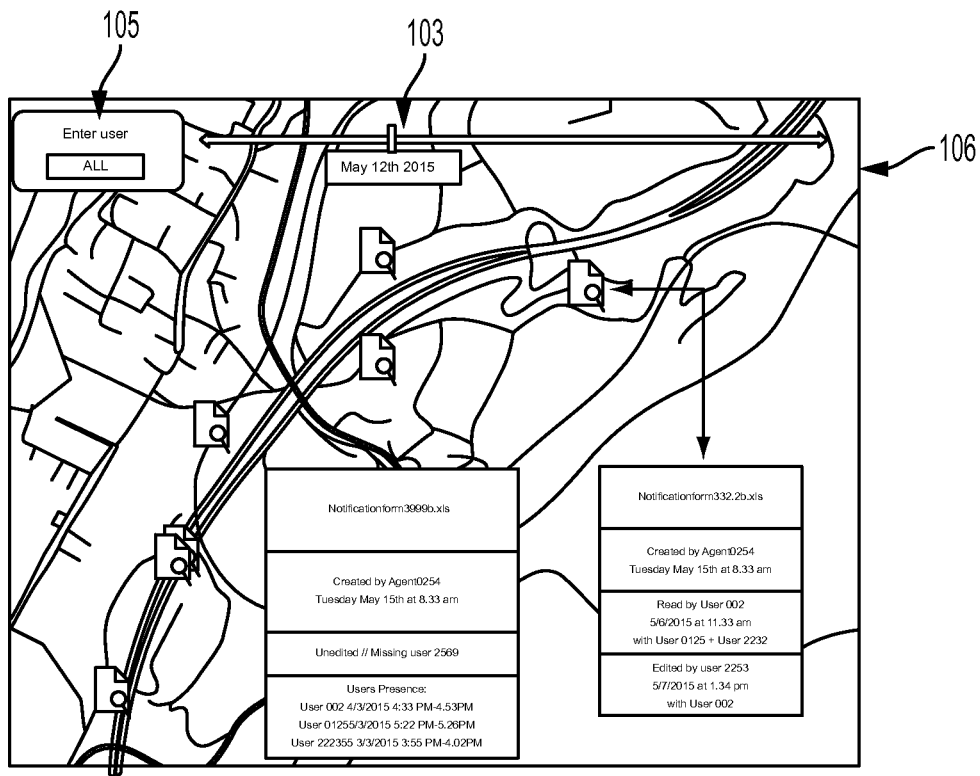 105
103
106
Enter user
ALL
May 12th 2015
Notificationform3999b.xls
Created by Agent0254
Tuesday May 15th at 8.33 am
Unedited // Missing user 2569
Users Presence:
User 002 4/3/2015 4:33 PM-4.53PM
User 01255/3/2015 5:22 PM-5.26PM
User 222355 3/3/2015 3:55 PM-4.02PM
Notificationform332.2b.xls
Created by Agent0254
Tuesday May 15th at 8.33 am
Read by User 002
5/6/2015 at 11.33 am
with User 0125 + User 2232
Edited by user 2253
5/7/2015 at 1.34 pm
with User 002